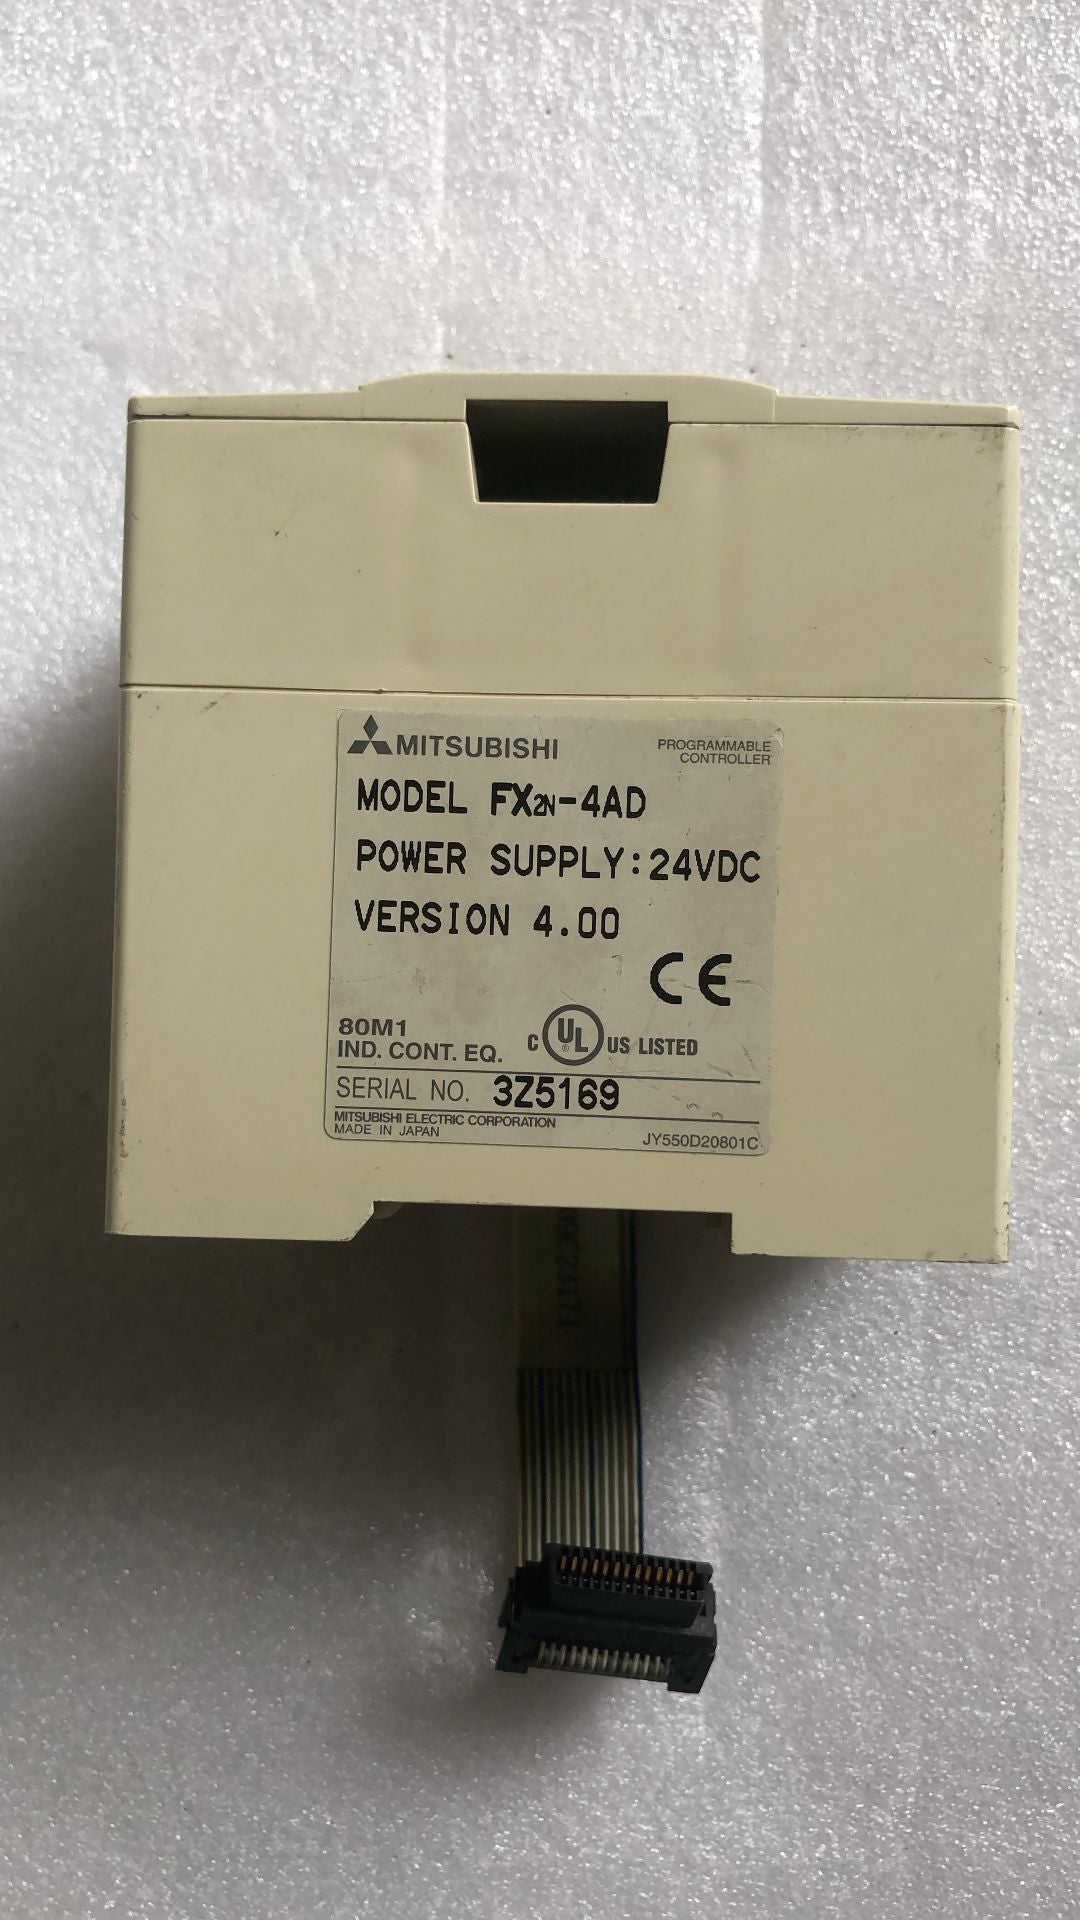 MITSUBISHI
PROGRAMMABLE
CONTROLLER
MODEL FX2N-4AD
POWER SUPPLY:24VDC
VERSION 4.00
CE
80M1
IND. CONT. EQ.
C UL ® US LISTED
SERIAL NO. 3Z5169
MITSUBISHI ELECTRIC CORPORATION
MADE IN JAPAN
JY550D20801C